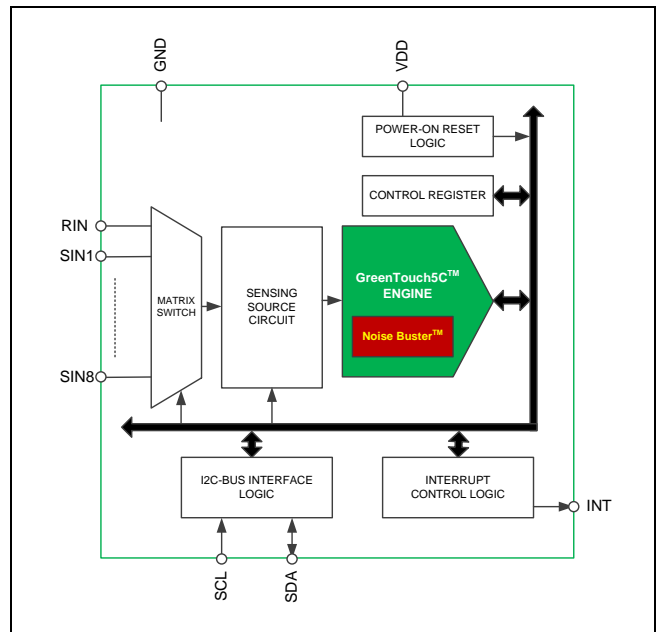 GND
VDD
POWER-ON RESET
LOGIC
CONTROL REGISTER
RIN
SIN1
SIN8
MATRIX
SWITCH
SENSING
SOURCE
CIRCUIT
GreenTouch5C™
ENGINE
Noise Buster™
I2C-BUS INTERFACE
LOGIC
INTERRUPT
CONTROL LOGIC
INT
SCL
SDA